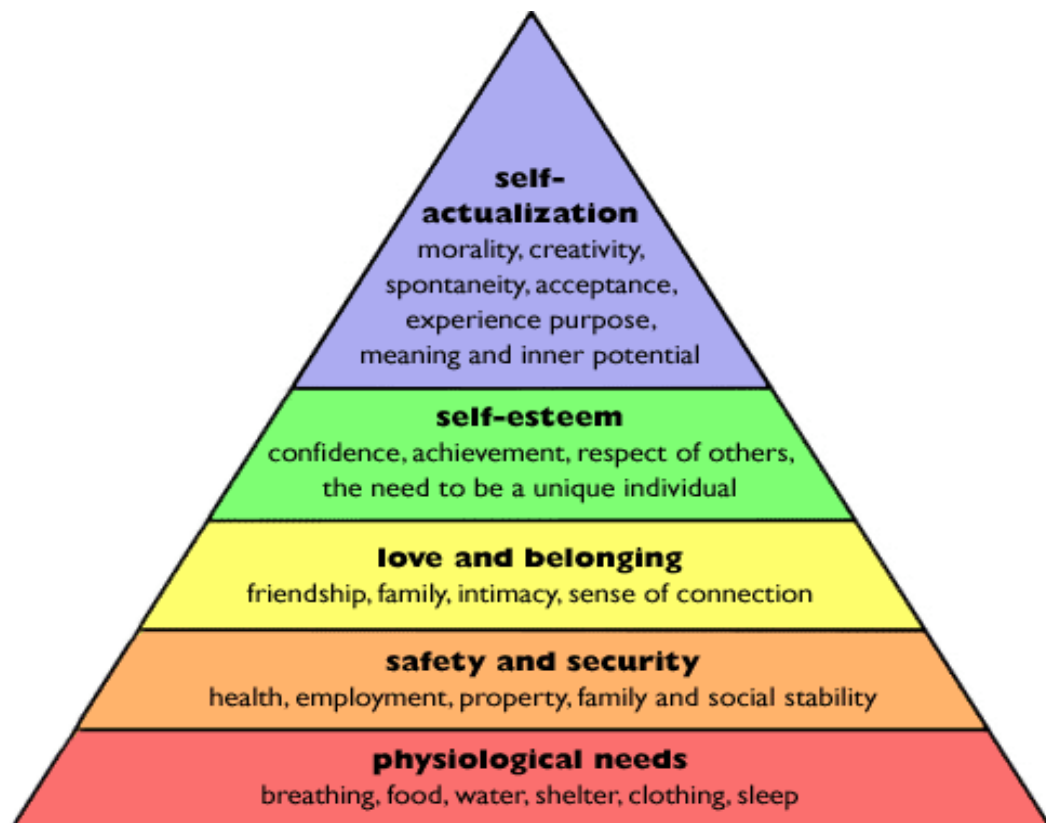 self-
actualization
morality, creativity,
spontaneity, acceptance,
experience purpose,
meaning and inner potential
self-esteem
confidence, achievement, respect of others,
the need to be a unique individual
love and belonging
friendship, family, intimacy, sense of connection
safety and security
health, employment, property, family and social stability
physiological needs
breathing, food, water, shelter, clothing, sleep